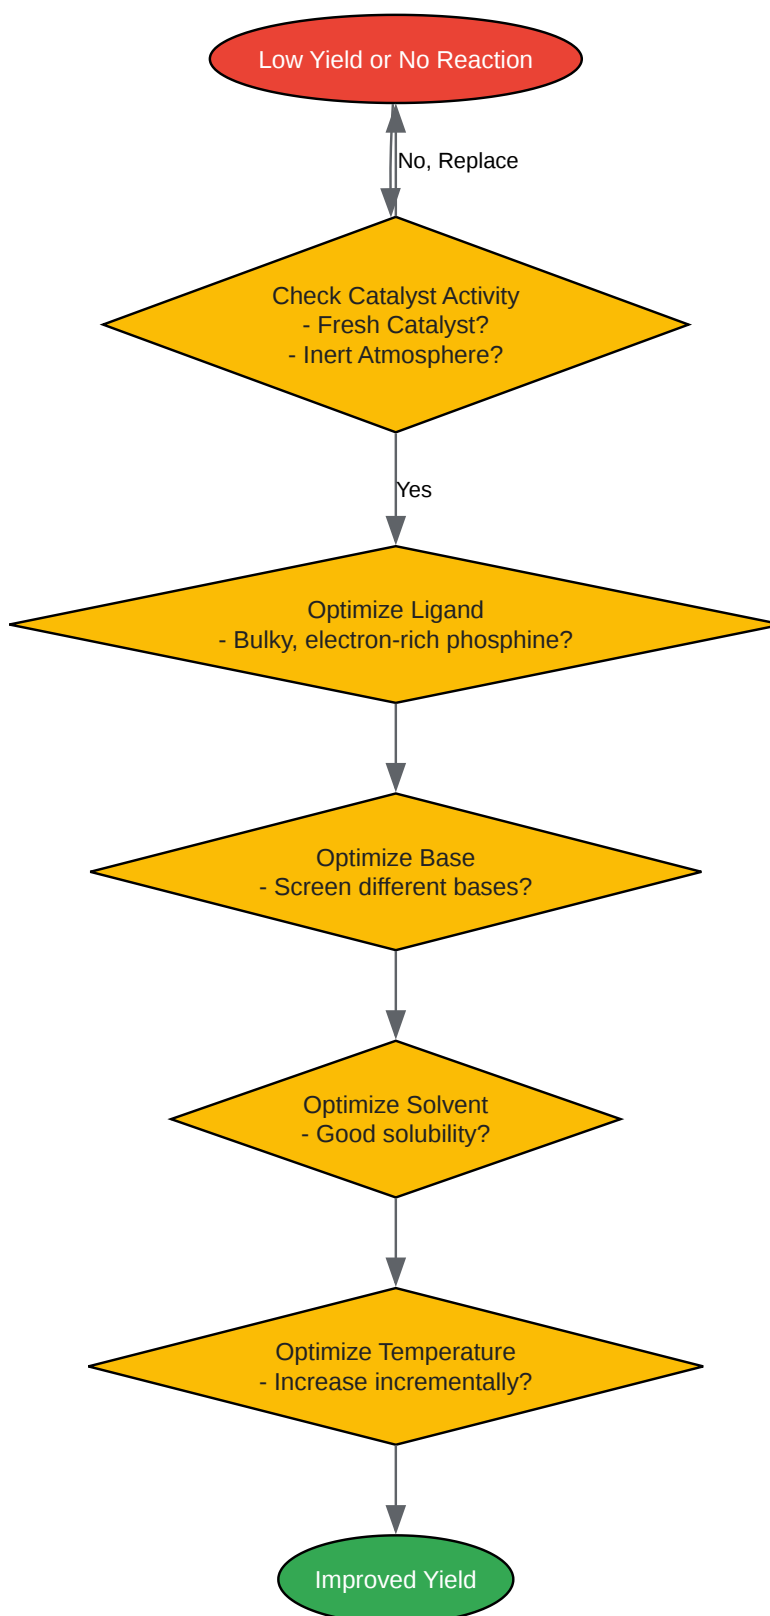 Low Yield or No Reaction
No, Replace
Check Catalyst Activity
- Fresh Catalyst?
- Inert Atmosphere?
Yes
Optimize Ligand
- Bulky, electron-rich phosphine?
Optimize Base
- Screen different bases?
Optimize Solvent
- Good solubility?
Optimize Temperature
- Increase incrementally?
Improved Yield